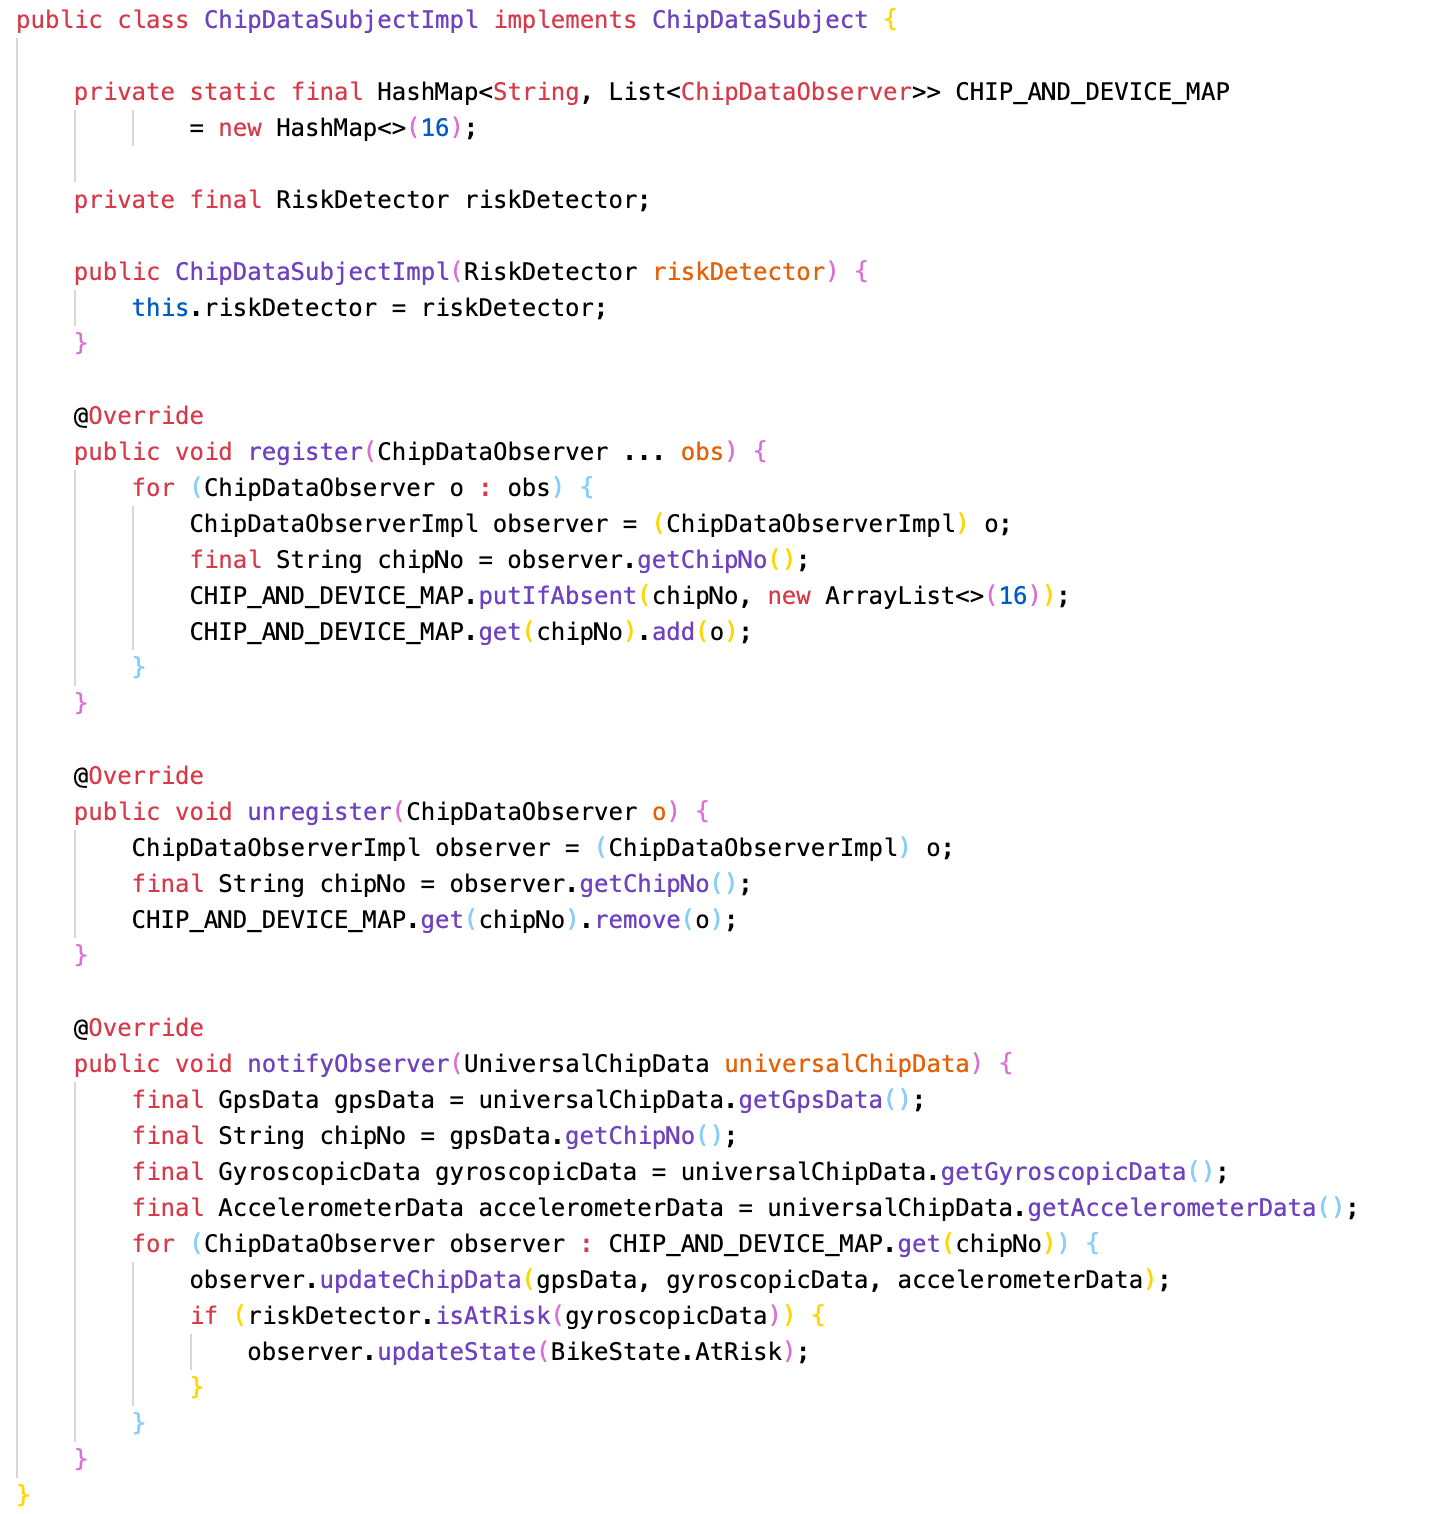 public class ChipDataSubjectImpl implements ChipDataSubject {
private static final HashMap<String, List<ChipDataObserver>> CHIP_AND_DEVICE_MAP
= new HashMap<>(16);
private final RiskDetector riskDetector;
public ChipDataSubjectImpl(RiskDetector riskDetector) {
this.riskDetector = riskDetector;
}
@Override
public void register(ChipDataObserver ... obs) {
for (ChipDataObserver o : obs) {
ChipDataObserverImpl observer = (ChipDataObserverImpl) o;
final String chipNo = observer.getChipNo();
CHIP_AND_DEVICE_MAP.putIfAbsent(chipNo, new ArrayList<>(16));
CHIP_AND_DEVICE_MAP.get(chipNo).add(o);
}
}
@Override
public void unregister(ChipDataObserver o) {
ChipDataObserverImpl observer = (ChipDataObserverImpl) o;
final String chipNo = observer.getChipNo();
CHIP_AND_DEVICE_MAP.get(chipNo).remove(o);
}
@Override
public void notifyObserver(UniversalChipData universalChipData) {
final GpsData gpsData = universalChipData.getGpsData();
final String chipNo = gpsData.getChipNo();
final GyroscopicData gyroscopicData = universalChipData.getGyroscopicData();
final AccelerometerData accelerometerData = universalChipData.getAccelerometerData();
for (ChipDataObserver observer : CHIP_AND_DEVICE_MAP.get(chipNo)) {
observer.updateChipData(gpsData, gyroscopicData, accelerometerData);
if (riskDetector.isAtRisk(gyroscopicData)) {
observer.updateState(BikeState.AtRisk);
}
}
}
}